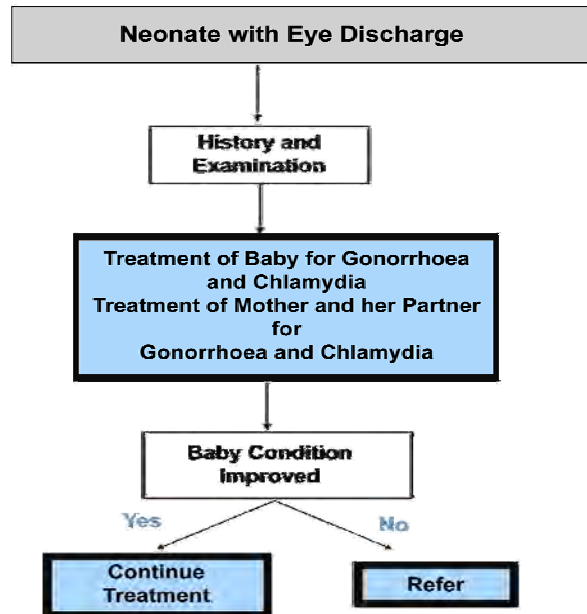 Neonate with Eye Discharge
History and
Examination
Treatment of Baby for Gonorrhoea
and Chlamydia
Treatment of Mother and her Partner
for
Gonorrhoea and Chlamydia
Baby Condition
Improved
Yes
No
Continue
Treatment
Refer